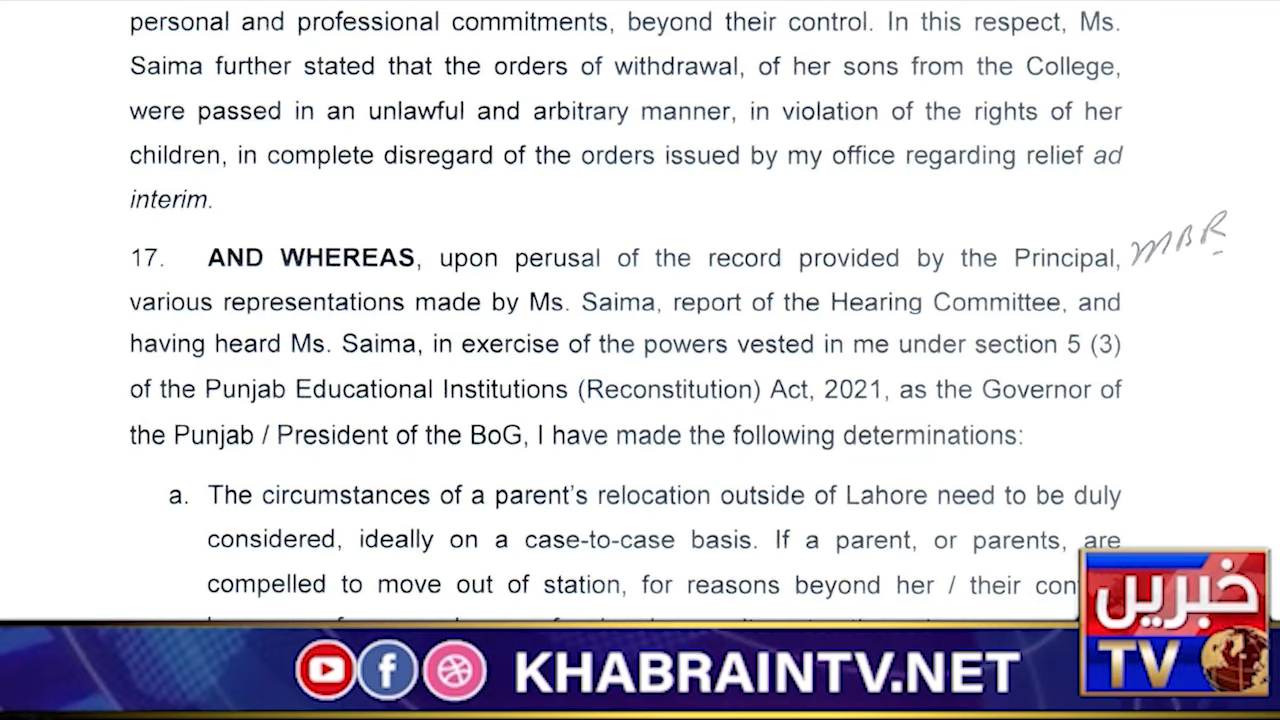 personal and professional commitments, beyond their control. In this respect, Ms.
Saima further stated that the orders of withdrawal, of her sons from the College,
were passed in an unlawful and arbitrary manner, in violation of the rights of her
children, in complete disregard of the orders issued by my office regarding relief ad
interim.
17. AND WHEREAS, upon perusal of the record provided by the Principal,
MBR
various representations made by Ms. Saima, report of the Hearing Committee, and
having heard Ms. Saima, in exercise of the powers vested in me under section 5 (3)
of the Punjab Educational Institutions (Reconstitution) Act, 2021, as the Governor of
the Punjab / President of the BoG, I have made the following determinations:
a. The circumstances of a parent's relocation outside of Lahore need to be duly
considered, ideally on a case-to-case basis. If a parent, or parents, are
compelled to move out of station, for reasons beyond her / their con
خبریں
TV
KHABRAINTV.NET